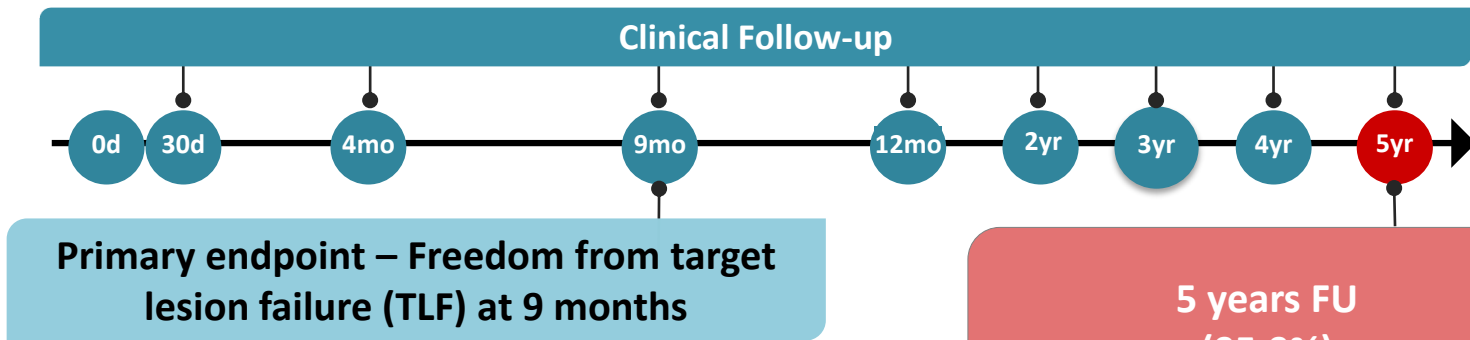 Clinical Follow-up
0d 30d 4mo 9mo 12mo 2yr 3yr 4yr 5yr
Primary endpoint – Freedom from target
lesion failure (TLF) at 9 months
5 years FU